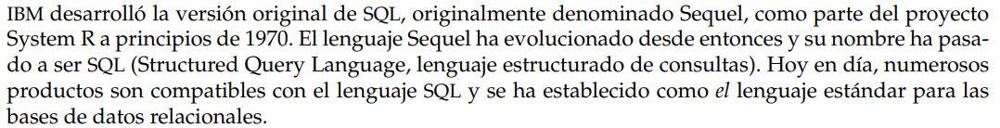 IBM desarrolló la versión original de SQL, originalmente denominado Sequel, como parte del proyecto
System R a principios de 1970. El lenguaje Sequel ha evolucionado desde entonces y su nombre ha pasa-
do a ser SQL (Structured Query Language, lenguaje estructurado de consultas). Hoy en día, numerosos
productos son compatibles con el lenguaje SQL y se ha establecido como el lenguaje estándar para las
bases de datos relacionales.